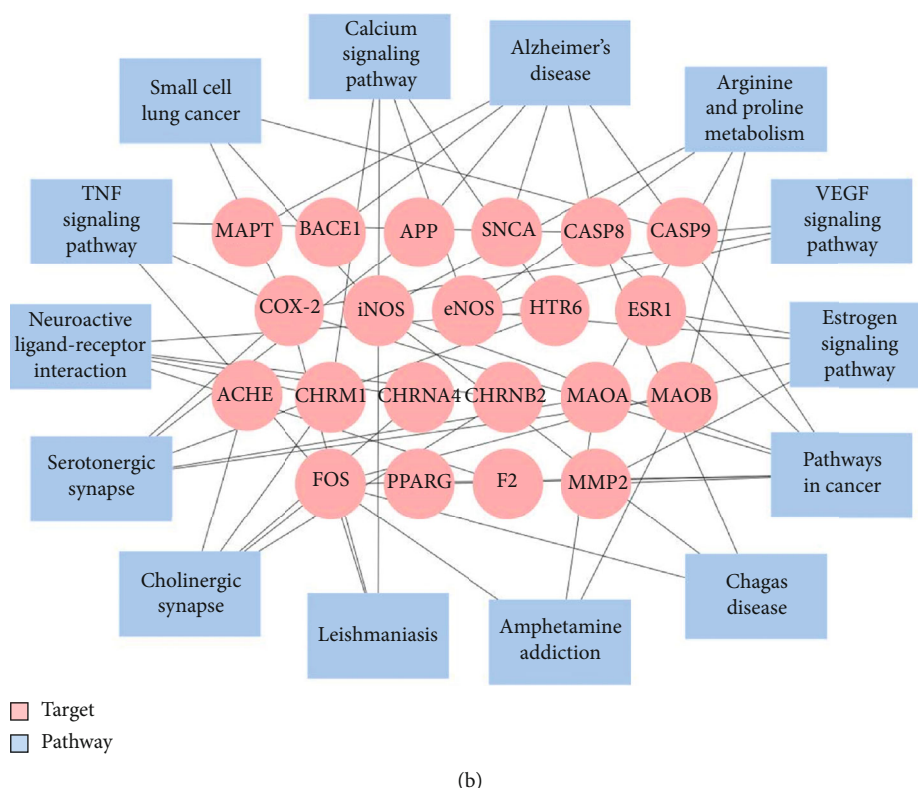 Calcium
signaling
pathway
Alzheimer's
disease
Small cell
lung cancer
Arginine
and proline
metabolism
TNF
signaling
pathway
VEGF
signaling
pathway
MAPT
BACE1
APP
SNCA
CASP8
CASP9
COX-2
iNOS
eNOS
HTR6
ESR1
Neuroactive
ligand-receptor
interaction
Estrogen
signaling
pathway
ACHE
CHRM1
CHRNA4
CHRNB2
MAOA
MAOB
Serotonergic
synapse
FOS
PPARG
F2
MMP2
Pathways
in cancer
Cholinergic
synapse
Leishmaniasis
Amphetamine
addiction
Chagas
disease
Target
Pathway
(b)